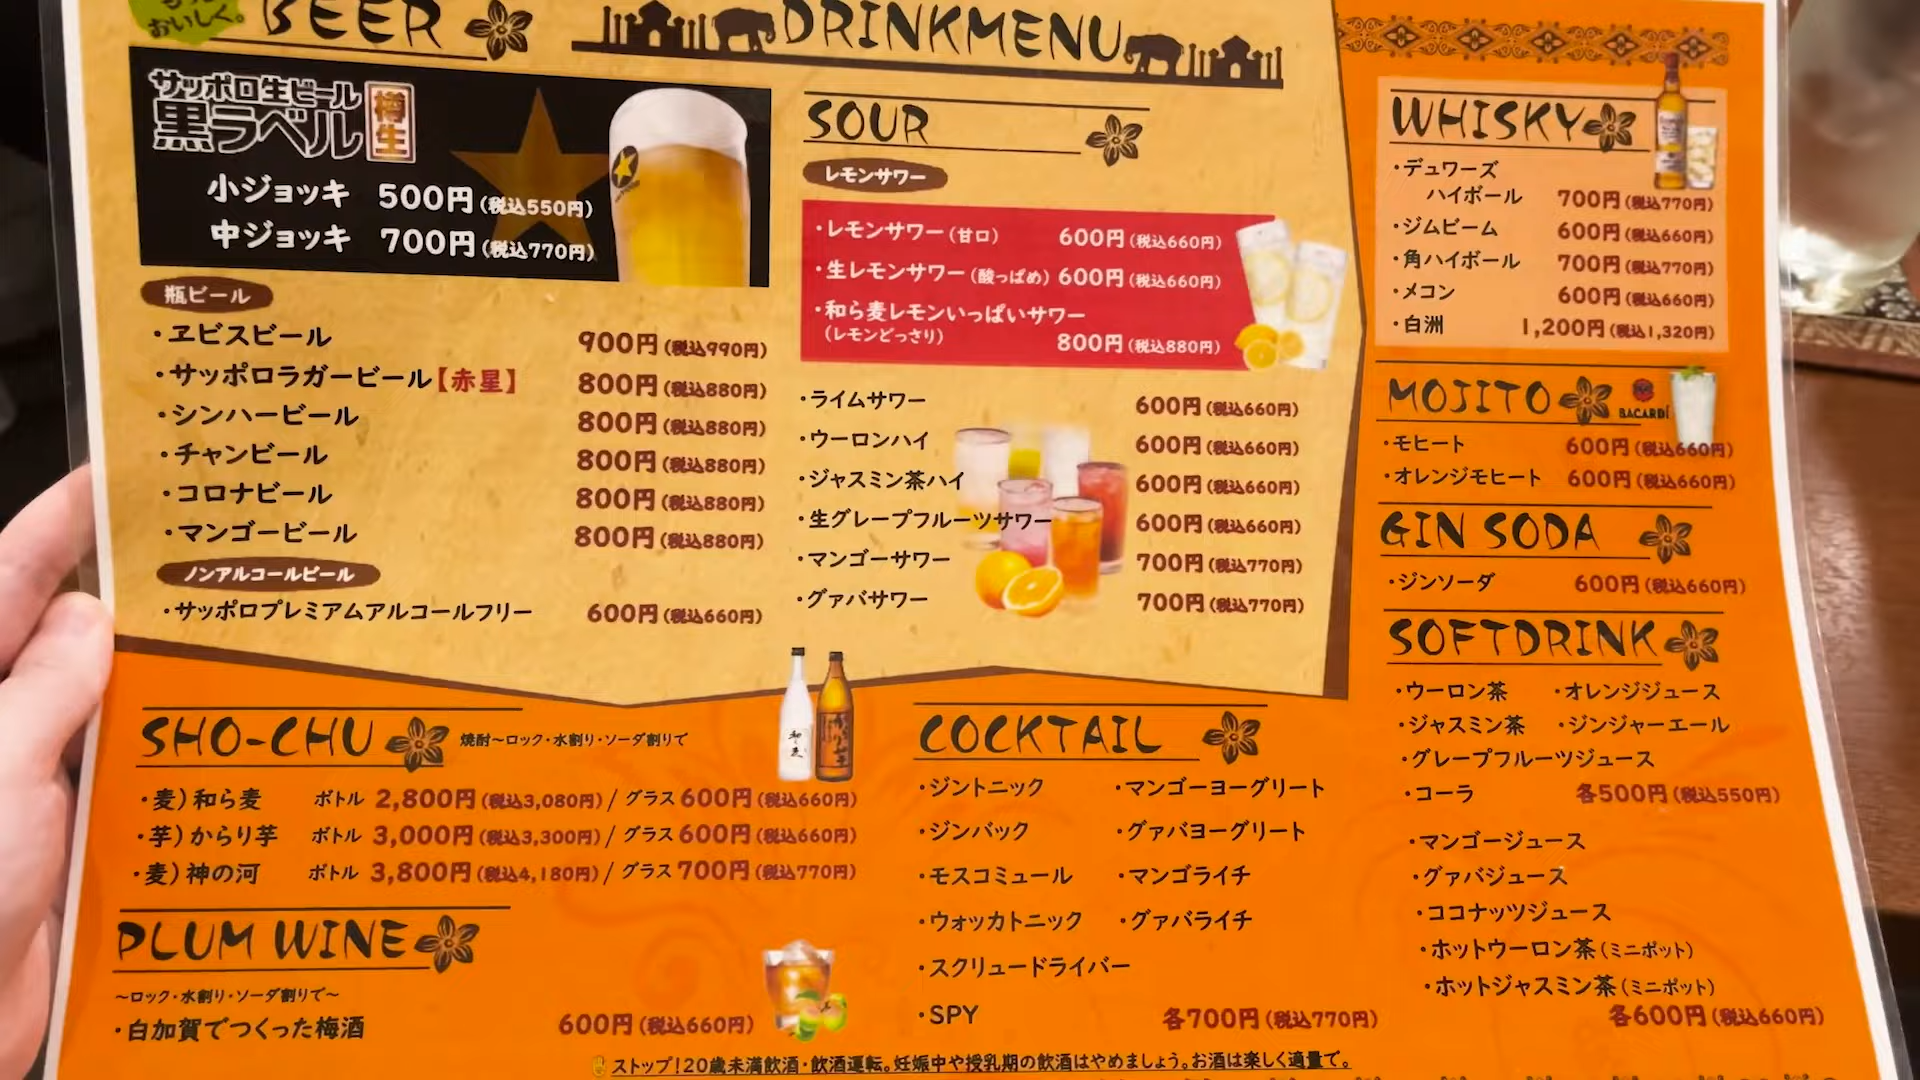 おいしく。
BEER
DRINKMENU
サッポロ生ビール
黒ラベル 樽生
小ジョッキ 500円(税込550円)
中ジョッキ 700円(税込770円)
瓶ビール
・ヱビスビール 900円(税込990円)
・サッポロラガービール【赤星】 800円(税込880円)
・シンハービール 800円(税込880円)
・チャンビール 800円(税込880円)
・コロナビール 800円(税込880円)
・マンゴービール 800円(税込880円)
ノンアルコールビール
・サッポロプレミアムアルコールフリー 600円(税込660円)
SOUR
レモンサワー
・レモンサワー(甘口) 600円(税込660円)
・生レモンサワー(酸っぱめ) 600円(税込660円)
・和ら麦レモンいっぱいサワー
(レモンどっさり) 800円(税込880円)
・ライムサワー 600円(税込660円)
・ウーロンハイ 600円(税込660円)
・ジャスミン茶ハイ 600円(税込660円)
・生グレープフルーツサワー 600円(税込660円)
・マンゴーサワー 700円(税込770円)
・グァバサワー 700円(税込770円)
WHISKY
・デュワーズ
ハイボール 700円(税込770円)
・ジムビーム 600円(税込660円)
・角ハイボール 700円(税込770円)
・メコン 600円(税込660円)
・白洲 1,200円(税込1,320円)
MOJITO
BACARDI
・モヒート 600円(税込660円)
・オレンジモヒート 600円(税込660円)
GIN SODA
・ジンソーダ 600円(税込660円)
SOFTDRINK
・ウーロン茶 ・オレンジジュース
・ジャスミン茶 ・ジンジャーエール
・グレープフルーツジュース
・コーラ 各500円(税込550円)
・マンゴージュース
・グァバジュース
・ココナッツジュース
・ホットウーロン茶(ミニポット)
・ホットジャスミン茶(ミニポット)
各600円(税込660円)
SHO-CHU
焼酎～ロック・水割り・ソーダ割りで
・麦)和ら麦 ボトル 2,800円(税込3,080円)/グラス 600円(税込660円)
・芋)からり芋 ボトル 3,000円(税込3,300円)/グラス 600円(税込660円)
・麦)神の河 ボトル 3,800円(税込4,180円)/グラス 700円(税込770円)
PLUM WINE
～ロック・水割り・ソーダ割りで～
・白加賀でつくった梅酒 600円(税込660円)
COCKTAIL
・ジントニック ・マンゴーヨーグリート
・ジンバック ・グァバヨーグリート
・モスコミュール ・マンゴライチ
・ウォッカトニック ・グァバライチ
・スクリュードライバー
・SPY 各700円(税込770円)
ストップ!20歳未満飲酒・飲酒運転。妊娠中や授乳期の飲酒はやめましょう。お酒は楽しく適量で。